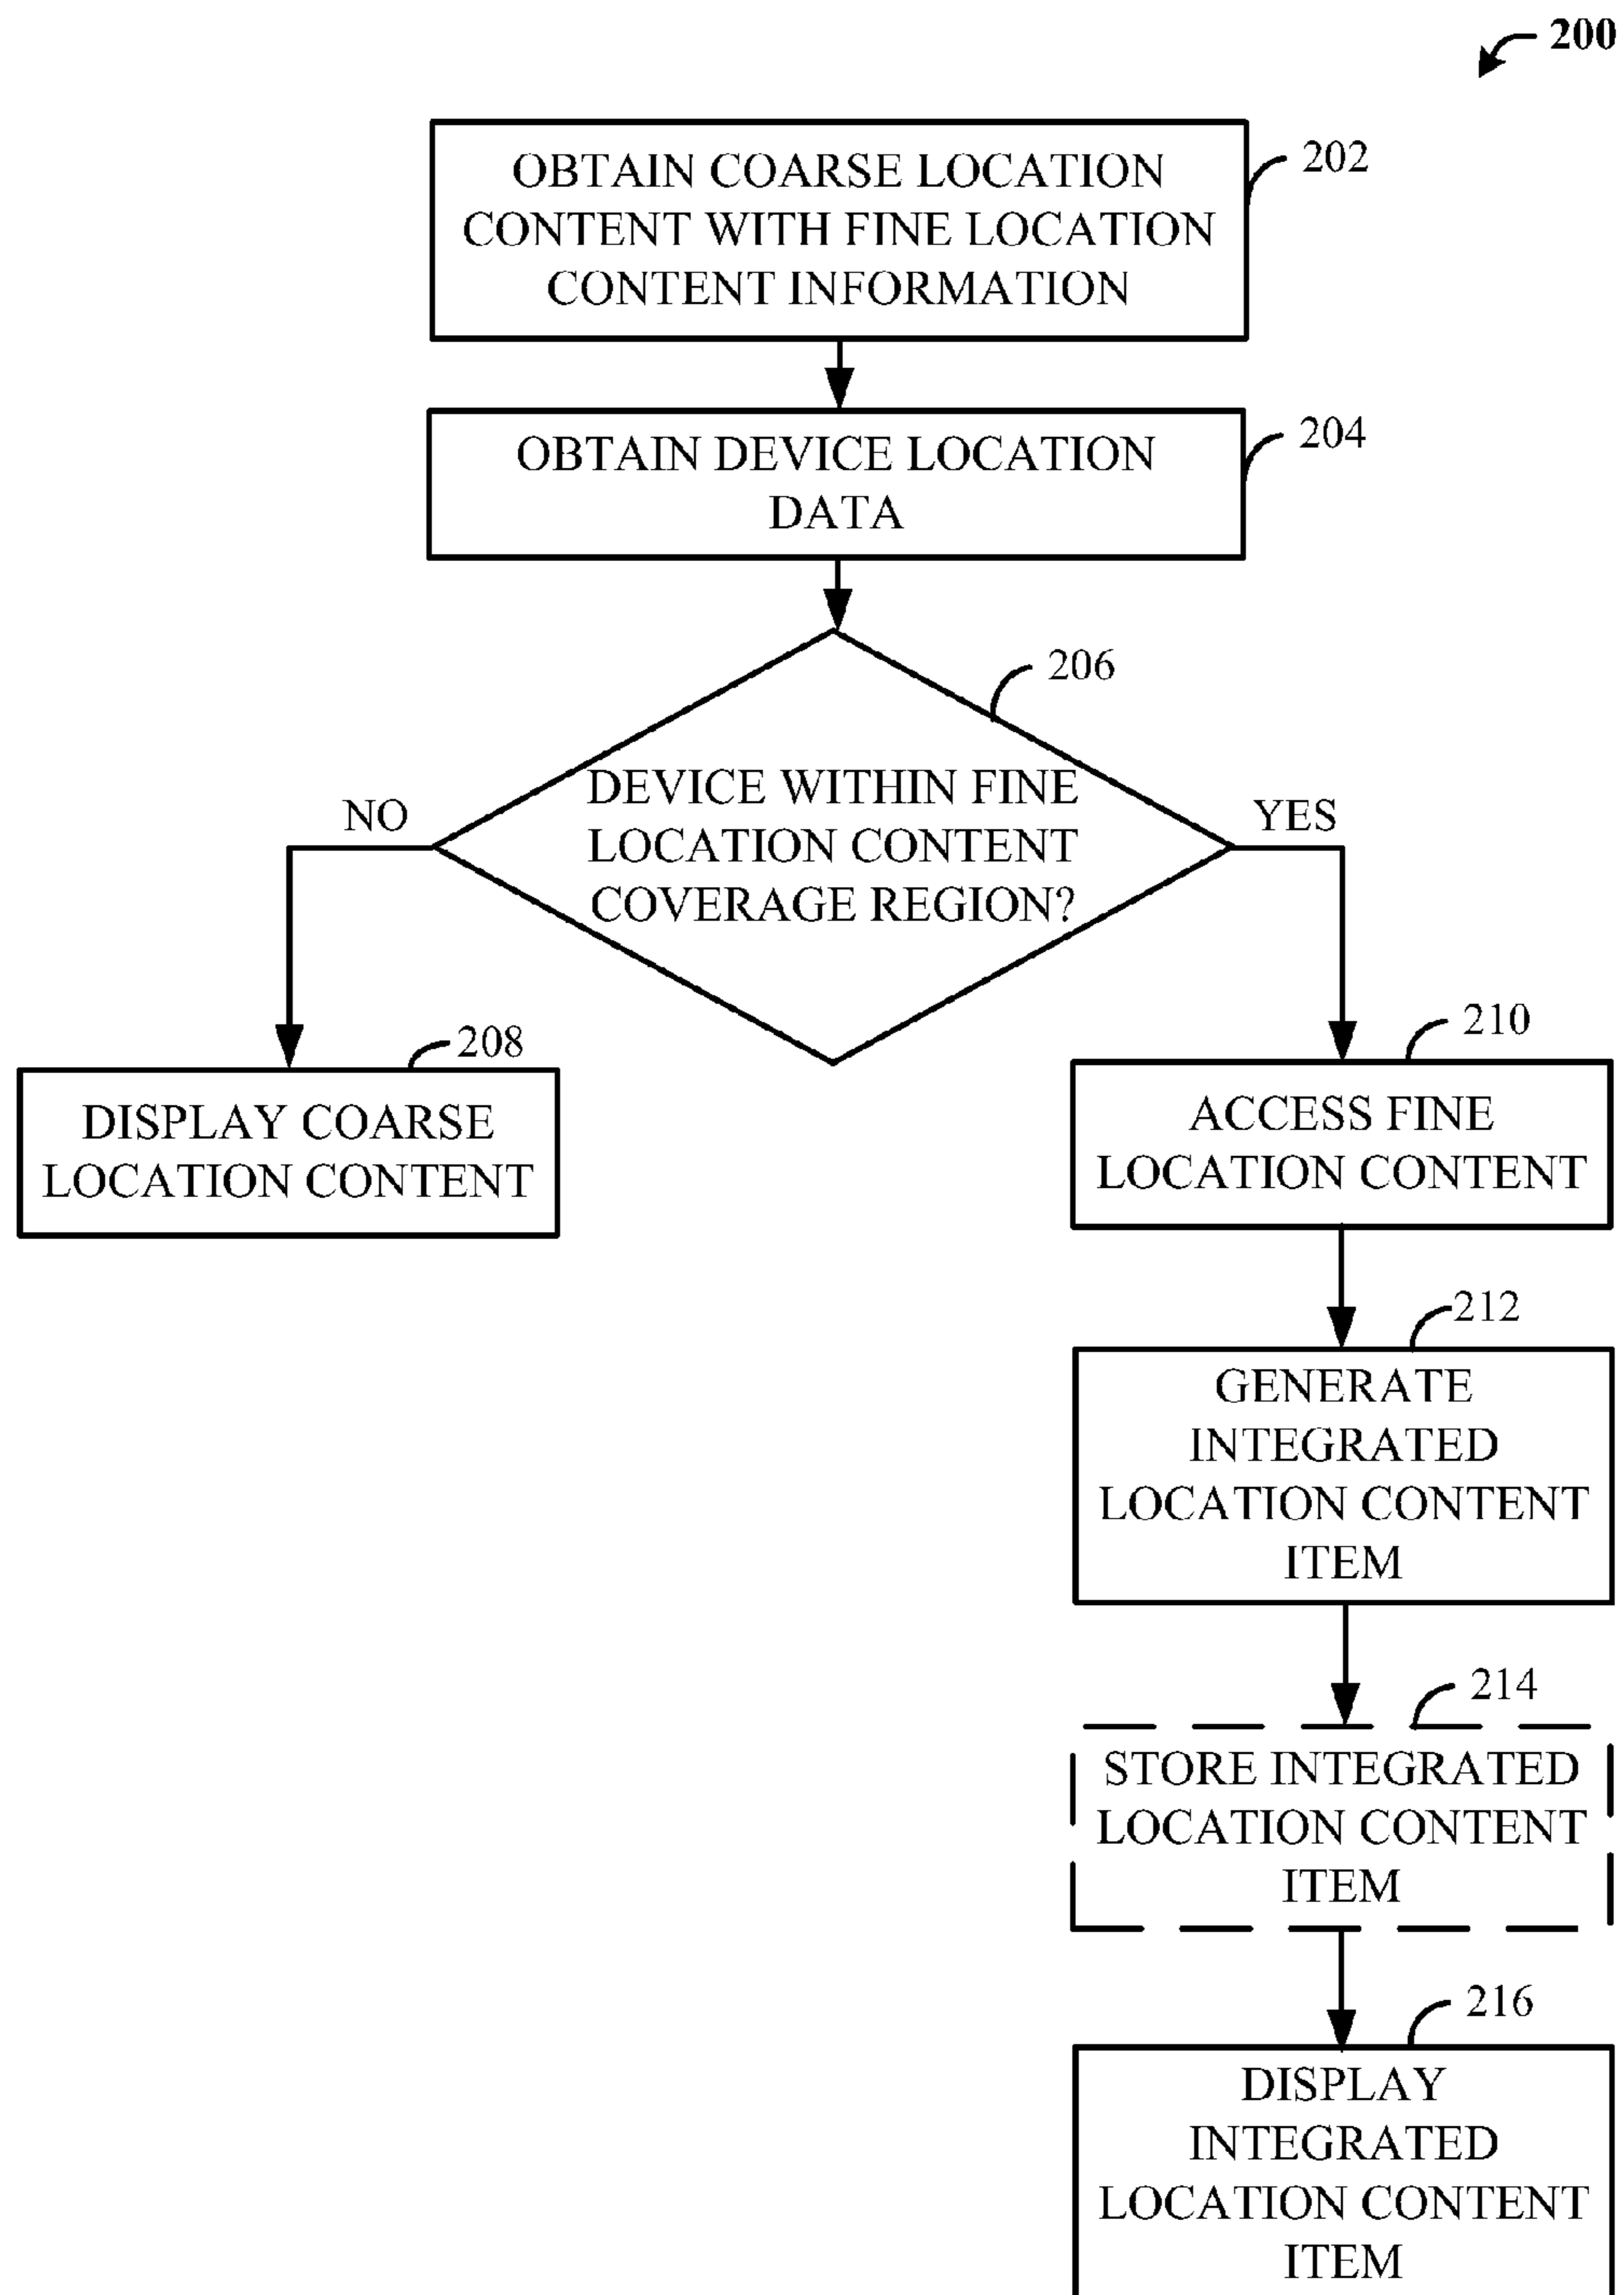 200
OBTAIN COARSE LOCATION
CONTENT WITH FINE LOCATION
CONTENT INFORMATION
202
OBTAIN DEVICE LOCATION
DATA
204
206
DEVICE WITHIN FINE
LOCATION CONTENT
COVERAGE REGION?
NO
YES
208
DISPLAY COARSE
LOCATION CONTENT
210
ACCESS FINE
LOCATION CONTENT
212
GENERATE
INTEGRATED
LOCATION CONTENT
ITEM
214
STORE INTEGRATED
LOCATION CONTENT
ITEM
216
DISPLAY
INTEGRATED
LOCATION CONTENT
ITEM